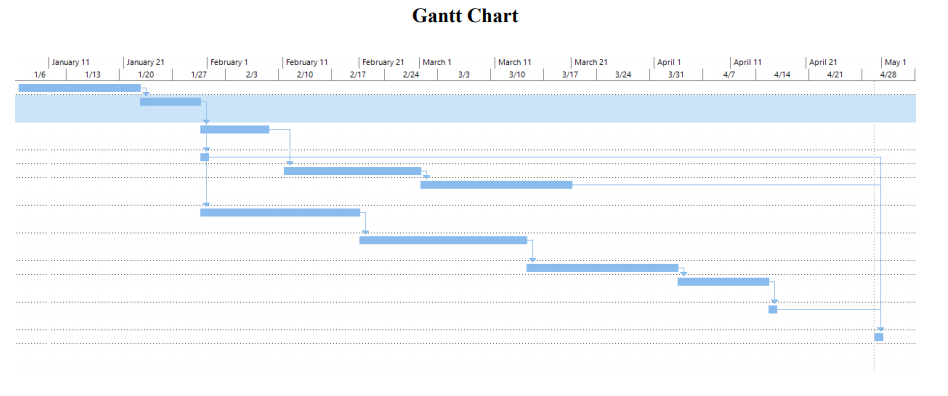 Gantt Chart
January 11 January 21 February 1 February 11 February 21 March 1 March 11 March 21 April 1 April 11 April 21 May 1
1/6 1/13 1/20 1/27 2/3 2/10 2/17 2/24 3/3 3/10 3/17 3/24 3/31 4/7 4/14 4/21 4/28